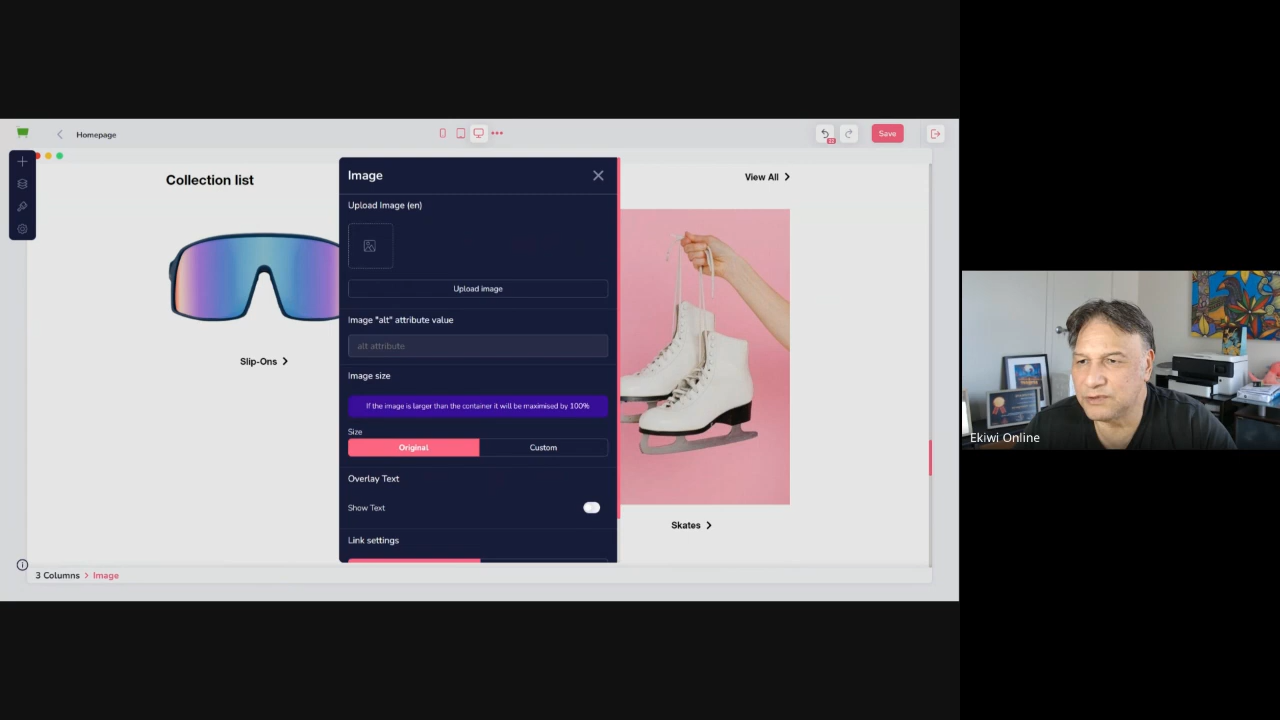 Homepage
Save
Collection list
View All
Slip-Ons
Skates
Image
Upload Image (en)
Upload image
Image "alt" attribute value
alt attribute
Image size
If the image is larger than the container it will be maximised by 100%
Size
Original
Custom
Overlay Text
Show Text
Link settings
3 Columns > Image
Ekiwi Online